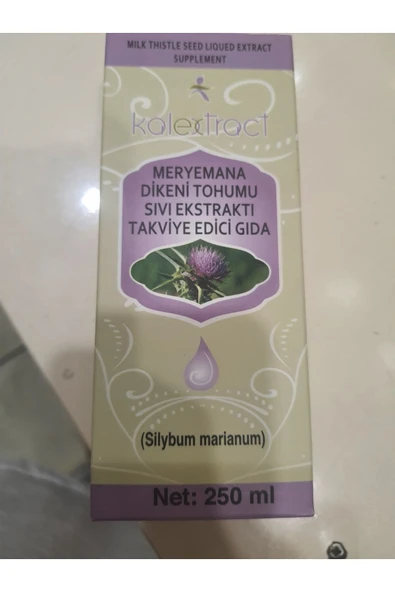 MILK THISTLE SEED LIQUED EXTRACT
SUPPLEMENT
kalextract
MERYEMANA
DİKENİ TOHUMU
SIVI EKSTRAKTI
TAKVİYE EDİCİ GIDA
(Silybum marianum)
Net: 250 ml